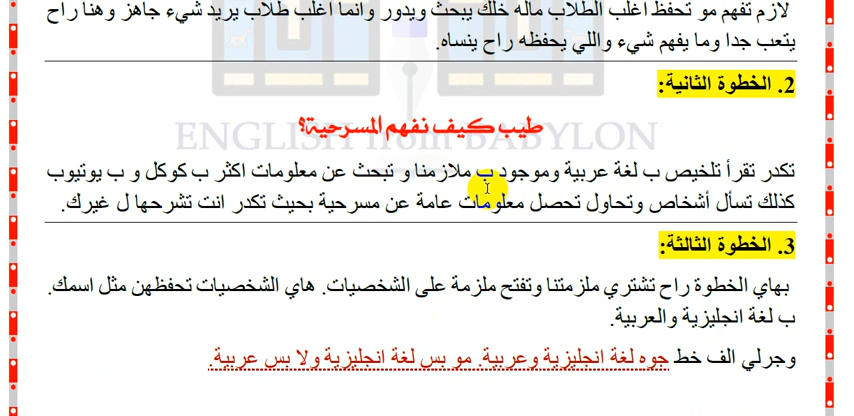 لازم تفهم مو تحفظ اغلب الطلاب ماله خلك يبحث ويدور وانما اغلب طلاب يريد شيء جاهز وهنا راح
يتعب جدا وما يفهم شيء واللي يحفظه راح ينساه.
2. الخطوة الثانية:
طيب كيف نفهم المسرحية؟
ENGLISH from BABYLON
تكدر تقرأ تلخيص ب لغة عربية وموجود ب ملازمنا و تبحث عن معلومات اكثر ب كوكل و ب يوتيوب
كذلك تسأل أشخاص وتحاول تحصل معلومات عامة عن مسرحية بحيث تكدر انت تشرحها ل غيرك.
3. الخطوة الثالثة:
بهاي الخطوة راح تشتري ملزمتنا وتفتح ملزمة على الشخصيات. هاي الشخصيات تحفظهن مثل اسمك.
ب لغة انجليزية والعربية.
وجرلي الف خط جوه لغة انجليزية وعربية. مو بس لغة انجليزية ولا بس عربية.